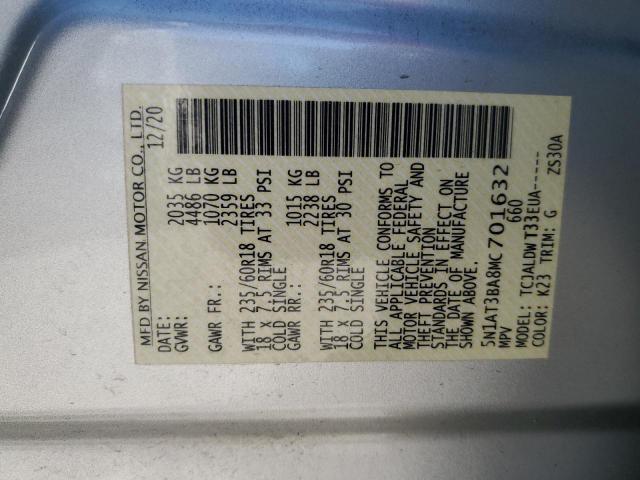 MFD BY NISSAN MOTOR CO., LTD.
DATE: 12/20
GVWR: 2035 KG
4486 LB
GAWR FR.: 1070 KG
2359 LB
WITH 235/60R18 TIRES
18 X 7.5 RIMS AT 33 PSI
COLD SINGLE
GAWR RR.: 1015 KG
2238 LB
WITH 235/60R18 TIRES
18 X 7.5 RIMS AT 30 PSI
COLD SINGLE
THIS VEHICLE CONFORMS TO
ALL APPLICABLE FEDERAL
MOTOR VEHICLE SAFETY AND
THEFT PREVENTION
STANDARDS IN EFFECT ON
THE DATE OF MANUFACTURE
SHOWN ABOVE.
5N1AT3BA8MC701632
MPV 660
MODEL: TCJALDWT33EUA-----
COLOR: K23 TRIM: G ZS30A